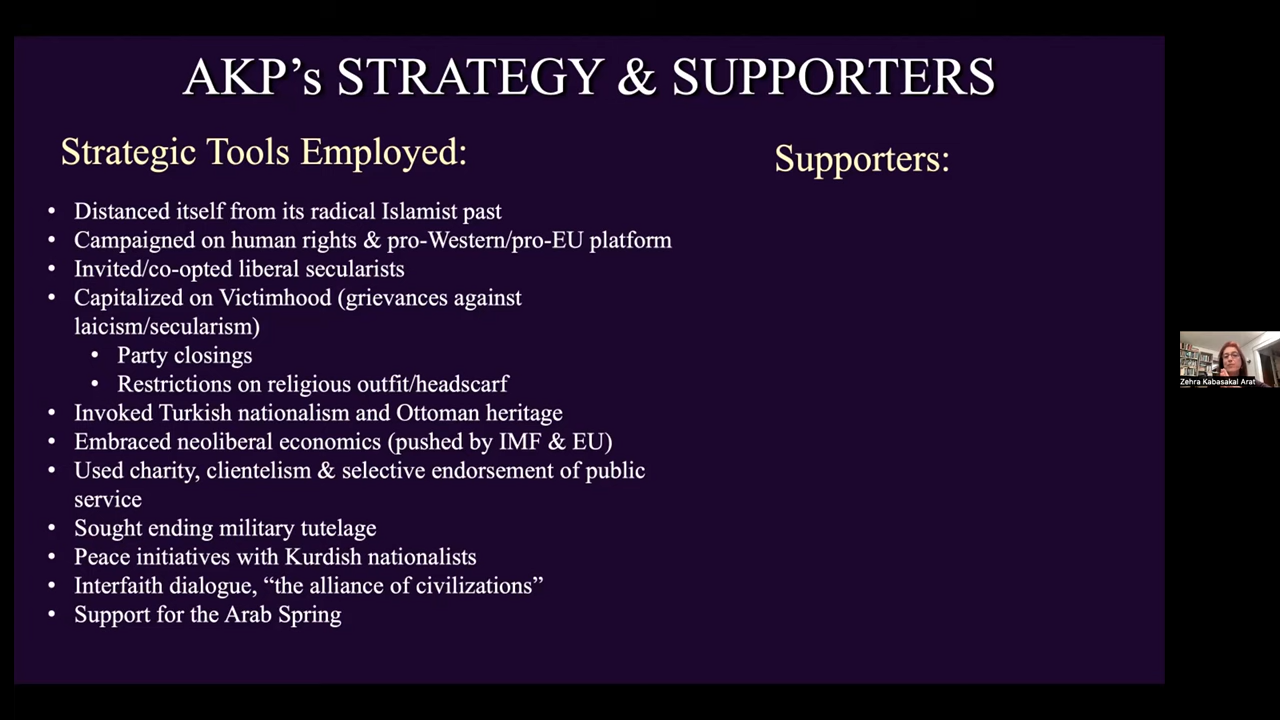 AKP’s STRATEGY & SUPPORTERS
Strategic Tools Employed:
• Distanced itself from its radical Islamist past
• Campaigned on human rights & pro-Western/pro-EU platform
• Invited/co-opted liberal secularists
• Capitalized on Victimhood (grievances against
laicism/secularism)
• Party closings
• Restrictions on religious outfit/headscarf
• Invoked Turkish nationalism and Ottoman heritage
• Embraced neoliberal economics (pushed by IMF & EU)
• Used charity, clientelism & selective endorsement of public
service
• Sought ending military tutelage
• Peace initiatives with Kurdish nationalists
• Interfaith dialogue, “the alliance of civilizations”
• Support for the Arab Spring
Supporters:
Zehra Kabasakal Arat